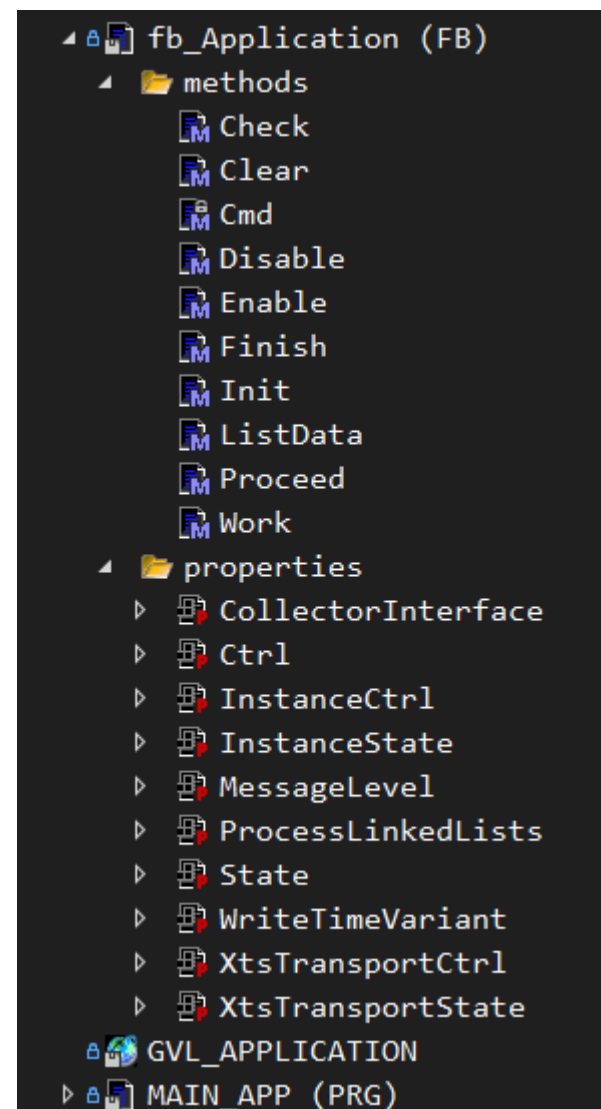 fb_Application (FB)
methods
Check
Clear
Cmd
Disable
Enable
Finish
Init
ListData
Proceed
Work
properties
CollectorInterface
Ctrl
InstanceCtrl
InstanceState
MessageLevel
ProcessLinkedLists
State
WriteTimeVariant
XtsTransportCtrl
XtsTransportState
GVL_APPLICATION
MAIN_APP (PRG)